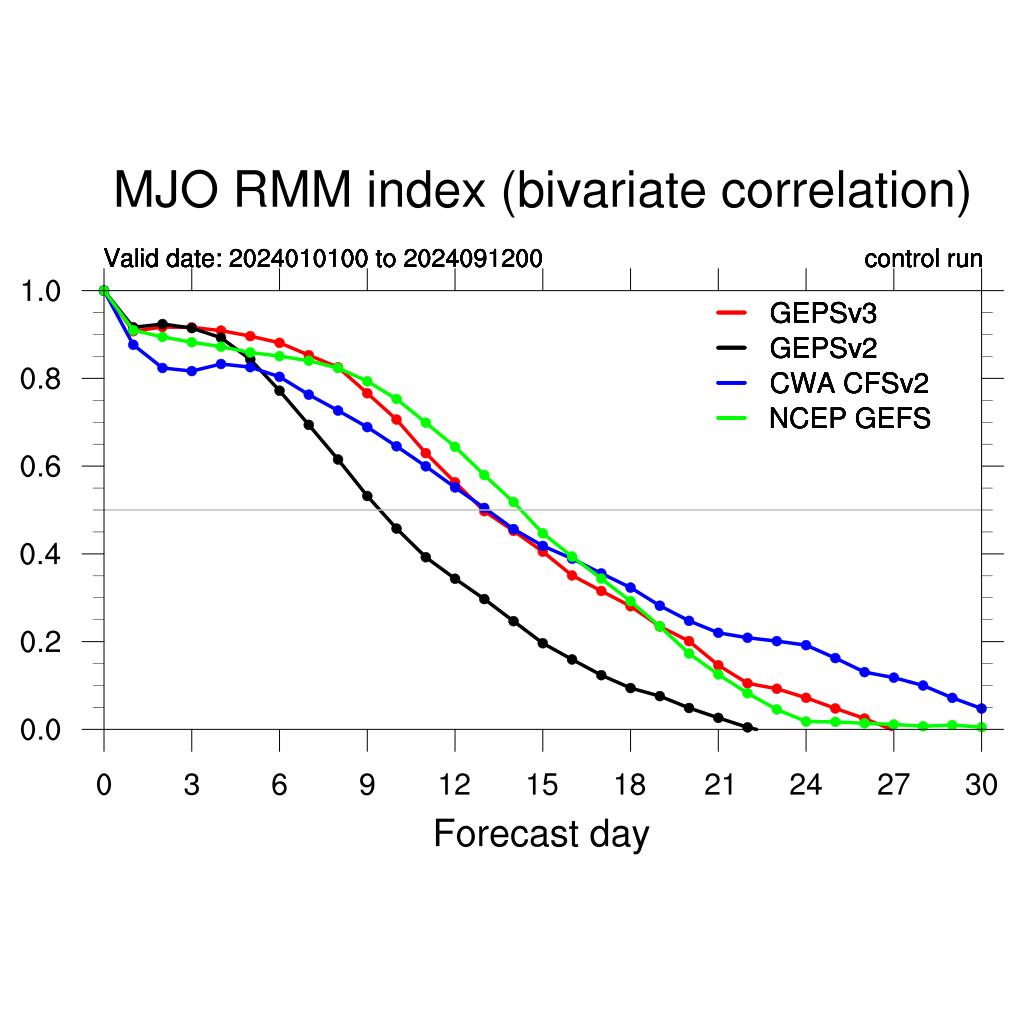 MJO RMM index (bivariate correlation)
Valid date: 2024010100 to 2024091200 control run
1.0
0.8
0.6
0.4
0.2
0.0
GEPSv3
GEPSv2
CWA CFSv2
NCEP GEFS
0 3 6 9 12 15 18 21 24 27 30
Forecast day